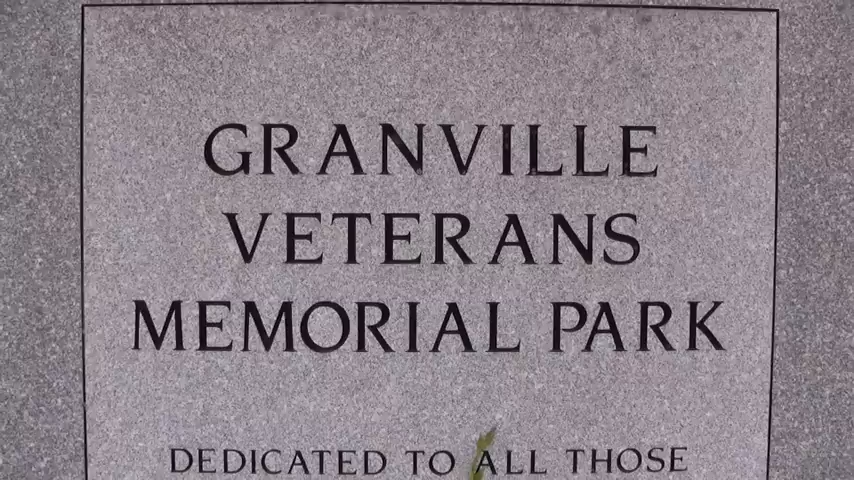 GRANVILLE
VETERANS
MEMORIAL PARK
DEDICATED TO ALL THOSE